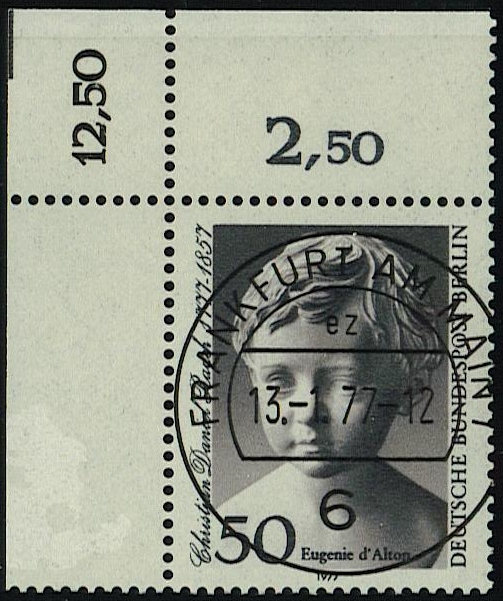 12,50
2,50
Christian Daniel Rauch 1777-1857
DEUTSCHE BUNDESPOST BERLIN
FRANKFURT AM MAIN 1
ez
13.-1.77-12
6
50
Eugenie d'Alton
1977